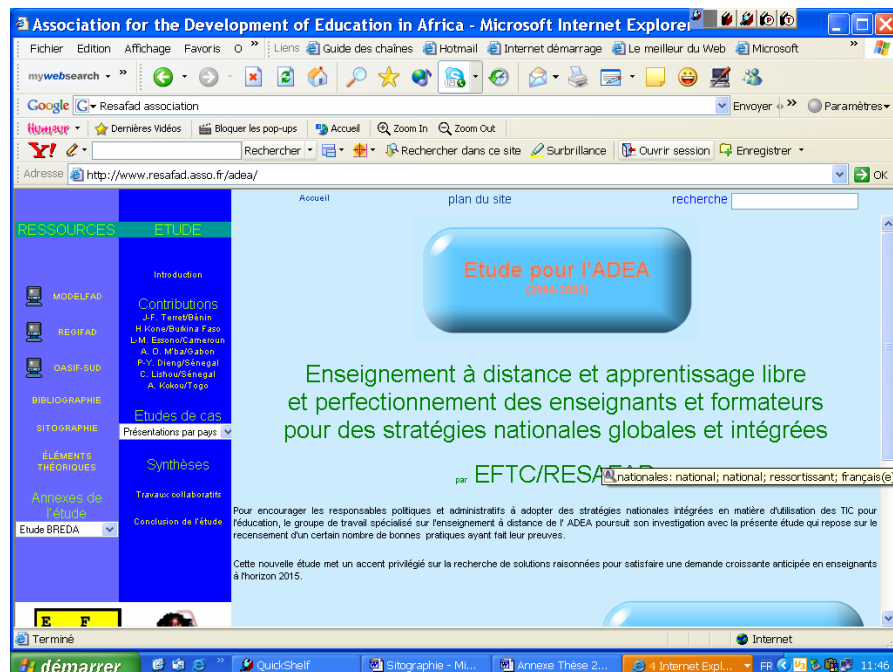 Association for the Development of Education in Africa - Microsoft Internet Explorer
Fichier Edition Affichage Favoris O » Liens Guide des chaînes Hotmail Internet démarrage Le meilleur du Web Microsoft »
mywebsearch »
Google G Resafad association Envoyer » Paramètres
Humour Dernières Vidéos Bloquer les pop-ups Accueil Zoom In Zoom Out
Y! Rechercher Rechercher dans ce site Surbrillance Ouvrir session Enregistrer
Adresse http://www.resafad.asso.fr/adea/ OK
Accueil plan du site recherche
RESSOURCES
MODELFAD
REGIFAD
OASIF-SUD
BIBLIOGRAPHIE
SITOGRAPHIE
ÉLÉMENTS
THÉORIQUES
Annexes de
l'étude
Etude BREDA
E F
ETUDE
Introduction
Contributions
J-F. Terret/Bénin
H Kone/Burkina Faso
L-M. Essono/Cameroun
A. O. M'ba/Gabon
P-Y. Dieng/Sénégal
C. Lishou/Sénégal
A. Kokou/Togo
Etudes de cas
Présentations par pays
Synthèses
Travaux collaboratifs
Conclusion de l'étude
Etude pour l'ADEA
Enseignement à distance et apprentissage libre
et perfectionnement des enseignants et formateurs
pour des stratégies nationales globales et intégrées
par EFTC/RESAFAD
nationales: national; national; ressortissant; français(e)
Pour encourager les responsables politiques et administratifs à adopter des stratégies nationales intégrées en matière d'utilisation des TIC pour
l'éducation, le groupe de travail spécialisé sur l'enseignement à distance de l' ADEA poursuit son investigation avec la présente étude qui repose sur le
recensement d'un certain nombre de bonnes pratiques ayant fait leur preuves.
Cette nouvelle étude met un accent privilégié sur la recherche de solutions raisonnées pour satisfaire une demande croissante anticipée en enseignants
à l'horizon 2015.
Terminé Internet
démarrer » QuickShelf Sitographie - Mi... Annexe Thése 2... 4 Internet Expl... FR 11:46